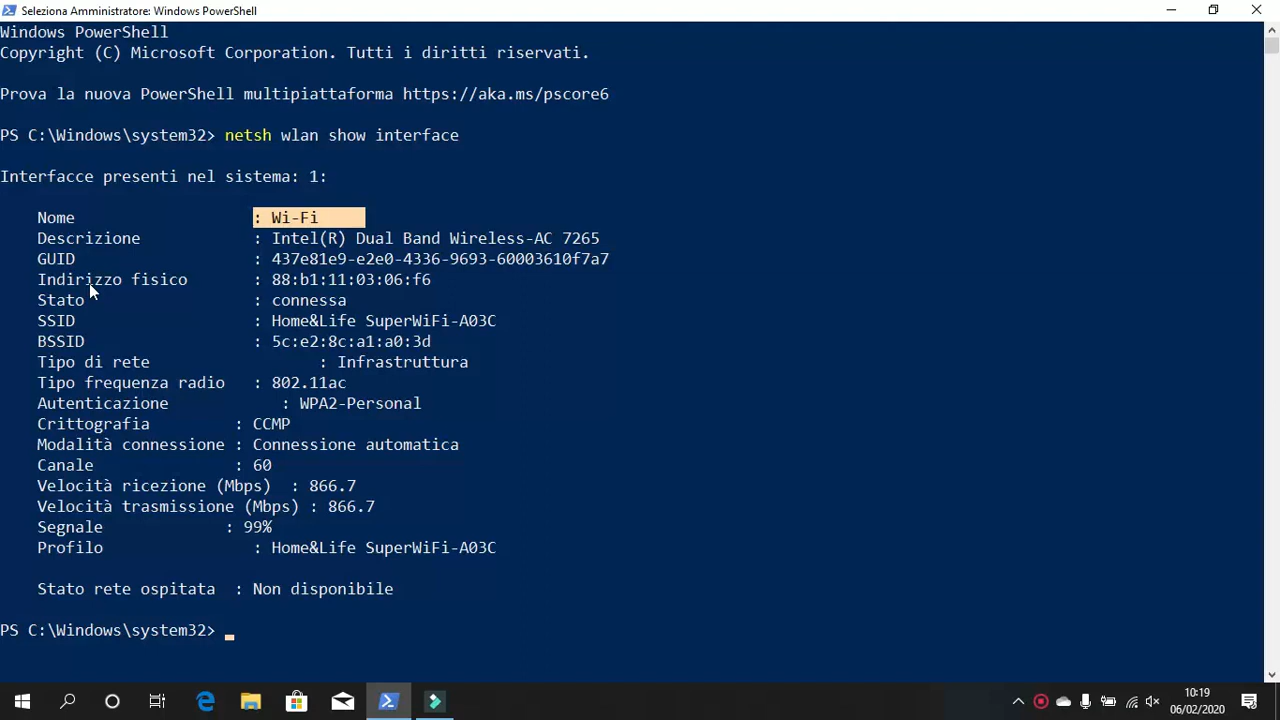 Seleziona Amministratore: Windows PowerShell
Windows PowerShell
Copyright (C) Microsoft Corporation. Tutti i diritti riservati.
Prova la nuova PowerShell multipiattaforma https://aka.ms/pscore6
PS C:\Windows\system32> netsh wlan show interface
Interfacce presenti nel sistema: 1:
Nome : Wi-Fi
Descrizione : Intel(R) Dual Band Wireless-AC 7265
GUID : 437e81e9-e2e0-4336-9693-60003610f7a7
Indirizzo fisico : 88:b1:11:03:06:f6
Stato : connessa
SSID : Home&Life SuperWiFi-A03C
BSSID : 5c:e2:8c:a1:a0:3d
Tipo di rete : Infrastruttura
Tipo frequenza radio : 802.11ac
Autenticazione : WPA2-Personal
Crittografia : CCMP
Modalità connessione : Connessione automatica
Canale : 60
Velocità ricezione (Mbps) : 866.7
Velocità trasmissione (Mbps) : 866.7
Segnale : 99%
Profilo : Home&Life SuperWiFi-A03C
Stato rete ospitata : Non disponibile
PS C:\Windows\system32>
10:19
06/02/2020